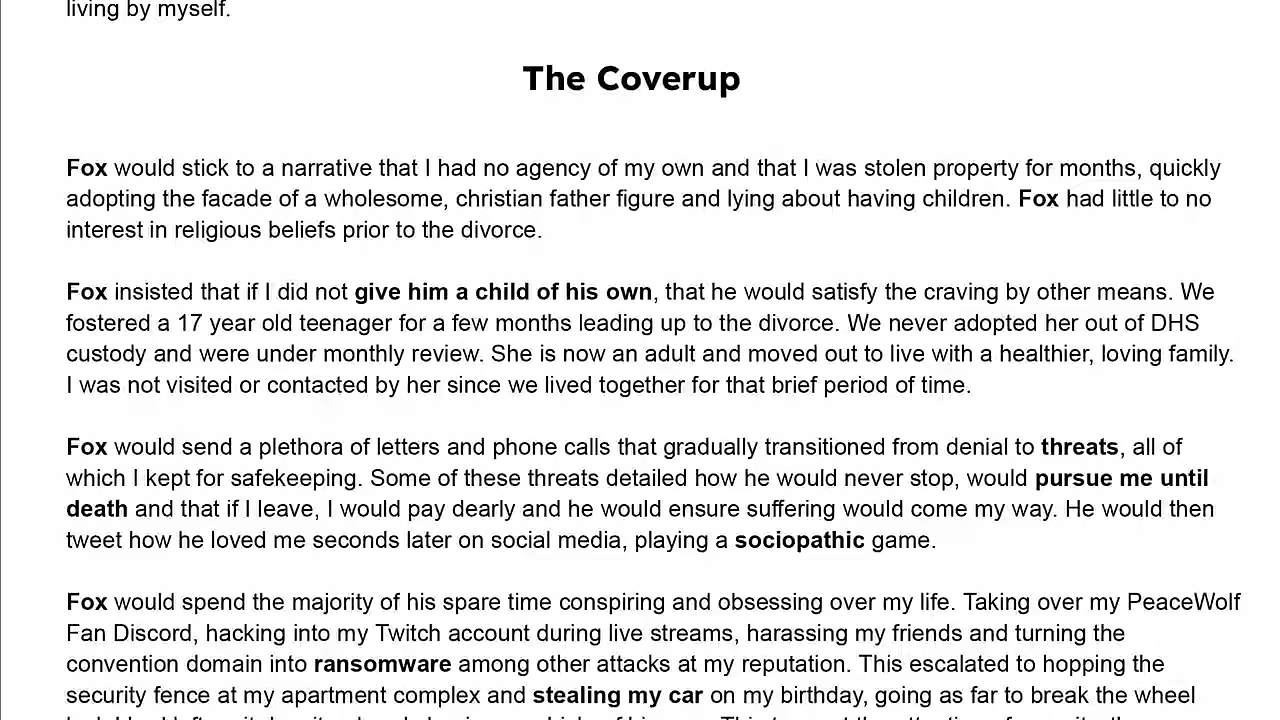 living by myself.
The Coverup
Fox would stick to a narrative that I had no agency of my own and that I was stolen property for months, quickly
adopting the facade of a wholesome, christian father figure and lying about having children. Fox had little to no
interest in religious beliefs prior to the divorce.
Fox insisted that if I did not give him a child of his own, that he would satisfy the craving by other means. We
fostered a 17 year old teenager for a few months leading up to the divorce. We never adopted her out of DHS
custody and were under monthly review. She is now an adult and moved out to live with a healthier, loving family.
I was not visited or contacted by her since we lived together for that brief period of time.
Fox would send a plethora of letters and phone calls that gradually transitioned from denial to threats, all of
which I kept for safekeeping. Some of these threats detailed how he would never stop, would pursue me until
death and that if I leave, I would pay dearly and he would ensure suffering would come my way. He would then
tweet how he loved me seconds later on social media, playing a sociopathic game.
Fox would spend the majority of his spare time conspiring and obsessing over my life. Taking over my PeaceWolf
Fan Discord, hacking into my Twitch account during live streams, harassing my friends and turning the
convention domain into ransomware among other attacks at my reputation. This escalated to hopping the
security fence at my apartment complex and stealing my car on my birthday, going as far to break the wheel